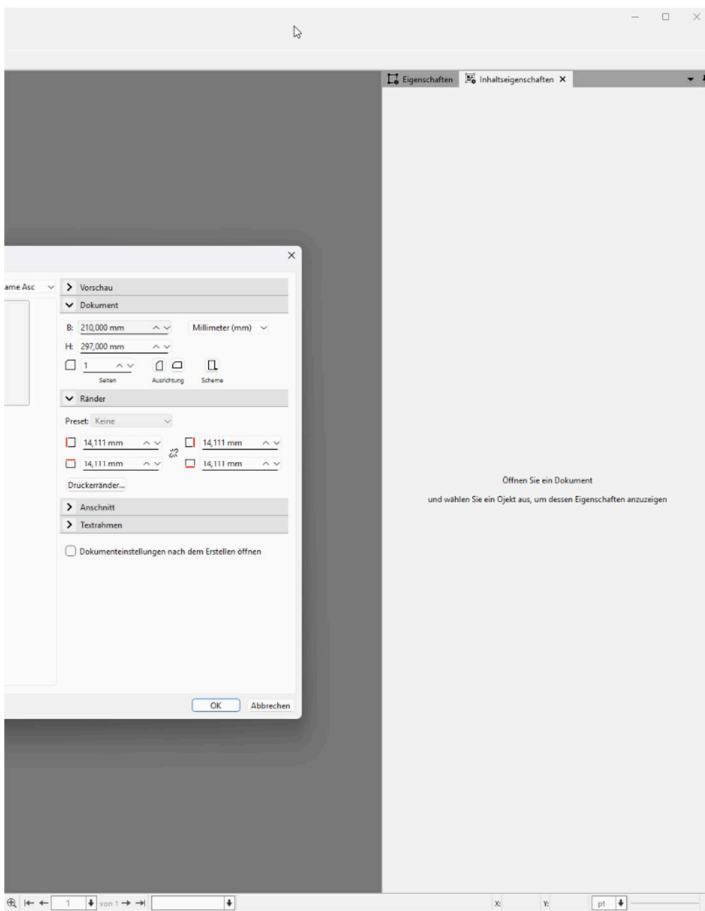 Eigenschaften Inhaltseigenschaften
ame Asc
Vorschau
Dokument
B: 210,000 mm Millimeter (mm)
H: 297,000 mm
1
Seiten Ausrichtung Scheme
Ränder
Preset: Keine
14,111 mm 14,111 mm
14,111 mm 14,111 mm
Druckerränder...
Anschnitt
Textrahmen
Dokumenteinstellungen nach dem Erstellen öffnen
OK Abbrechen
Öffnen Sie ein Dokument
und wählen Sie ein Ojekt aus, um dessen Eigenschaften anzuzeigen
1 von 1 X: Y: pt